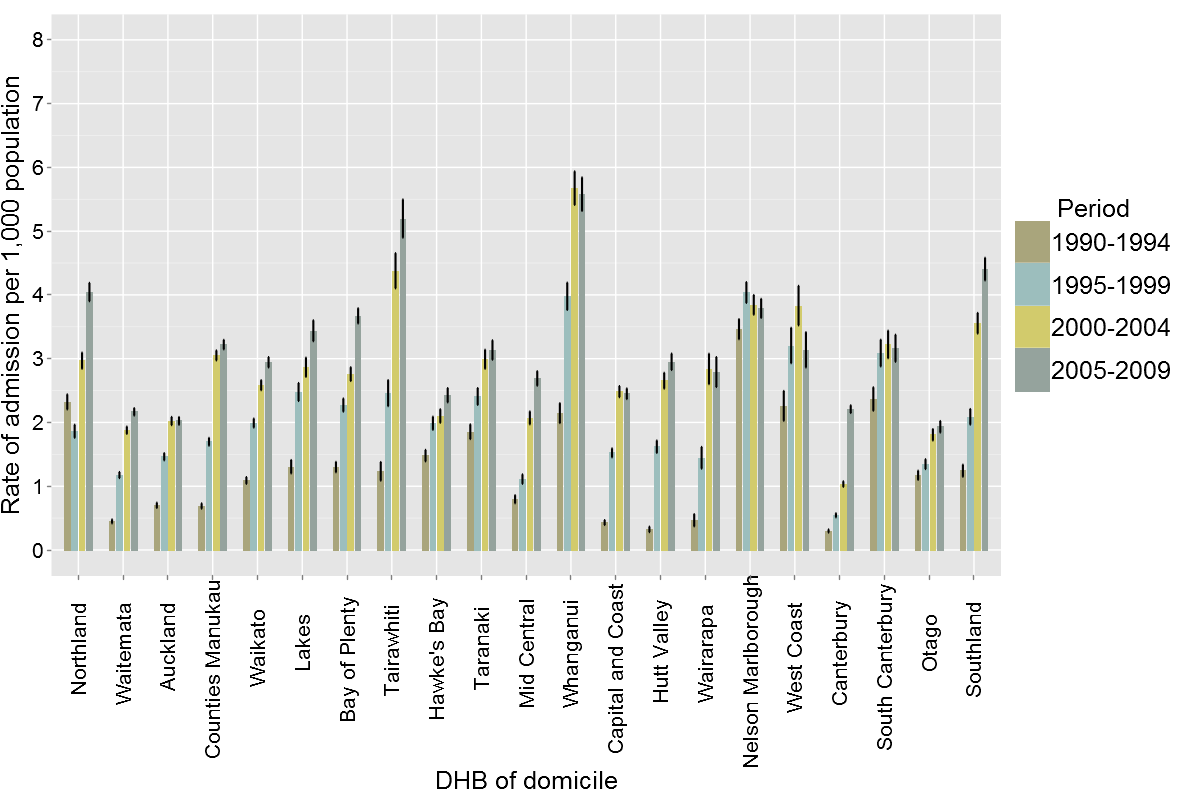 Rate of admission per 1,000 population
8
7
6
5
4
3
2
1
0
Northland
Waitemata
Auckland
Counties Manukau
Waikato
Lakes
Bay of Plenty
Tairawhiti
Hawke's Bay
Taranaki
Mid Central
Whanganui
Capital and Coast
Hutt Valley
Wairarapa
Nelson Marlborough
West Coast
Canterbury
South Canterbury
Otago
Southland
DHB of domicile
Period
1990-1994
1995-1999
2000-2004
2005-2009